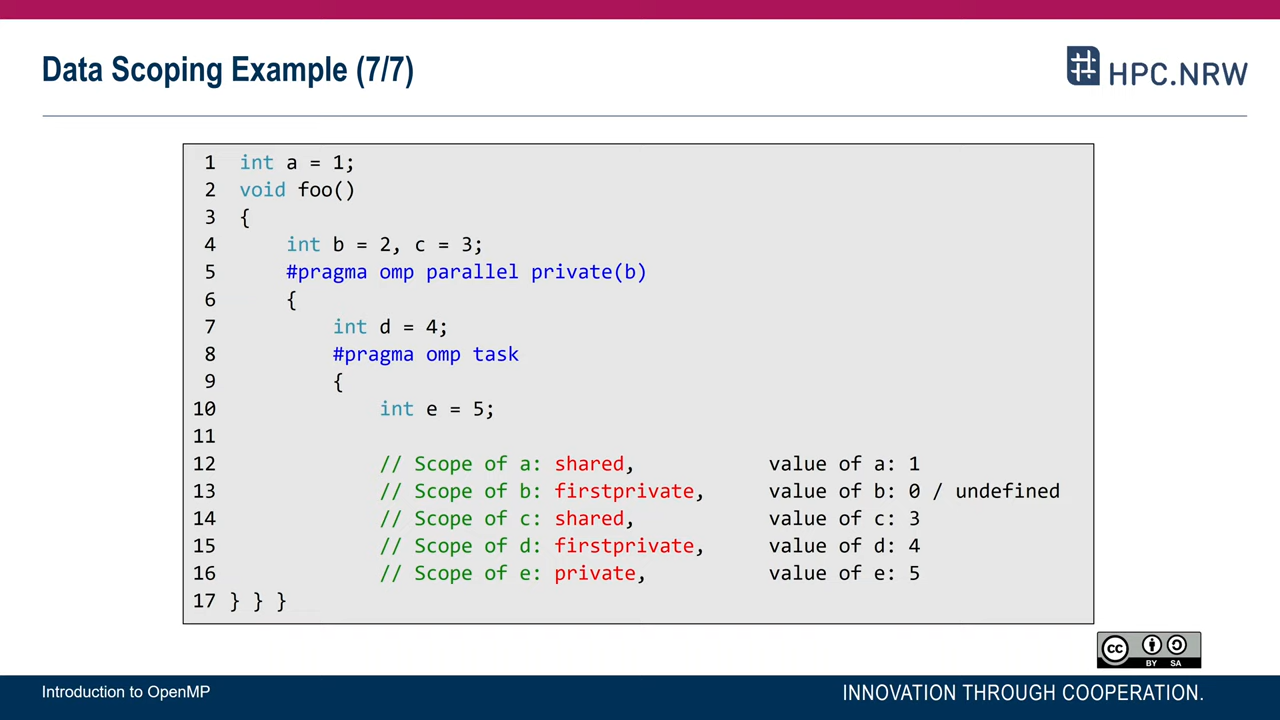 Data Scoping Example (7/7)
HPC.NRW
1 int a = 1;
2 void foo()
3 {
4     int b = 2, c = 3;
5     #pragma omp parallel private(b)
6     {
7         int d = 4;
8         #pragma omp task
9         {
10             int e = 5;
11
12             // Scope of a: shared,        value of a: 1
13             // Scope of b: firstprivate,  value of b: 0 / undefined
14             // Scope of c: shared,        value of c: 3
15             // Scope of d: firstprivate,  value of d: 4
16             // Scope of e: private,       value of e: 5
17 } } }
cc BY SA
Introduction to OpenMP
INNOVATION THROUGH COOPERATION.